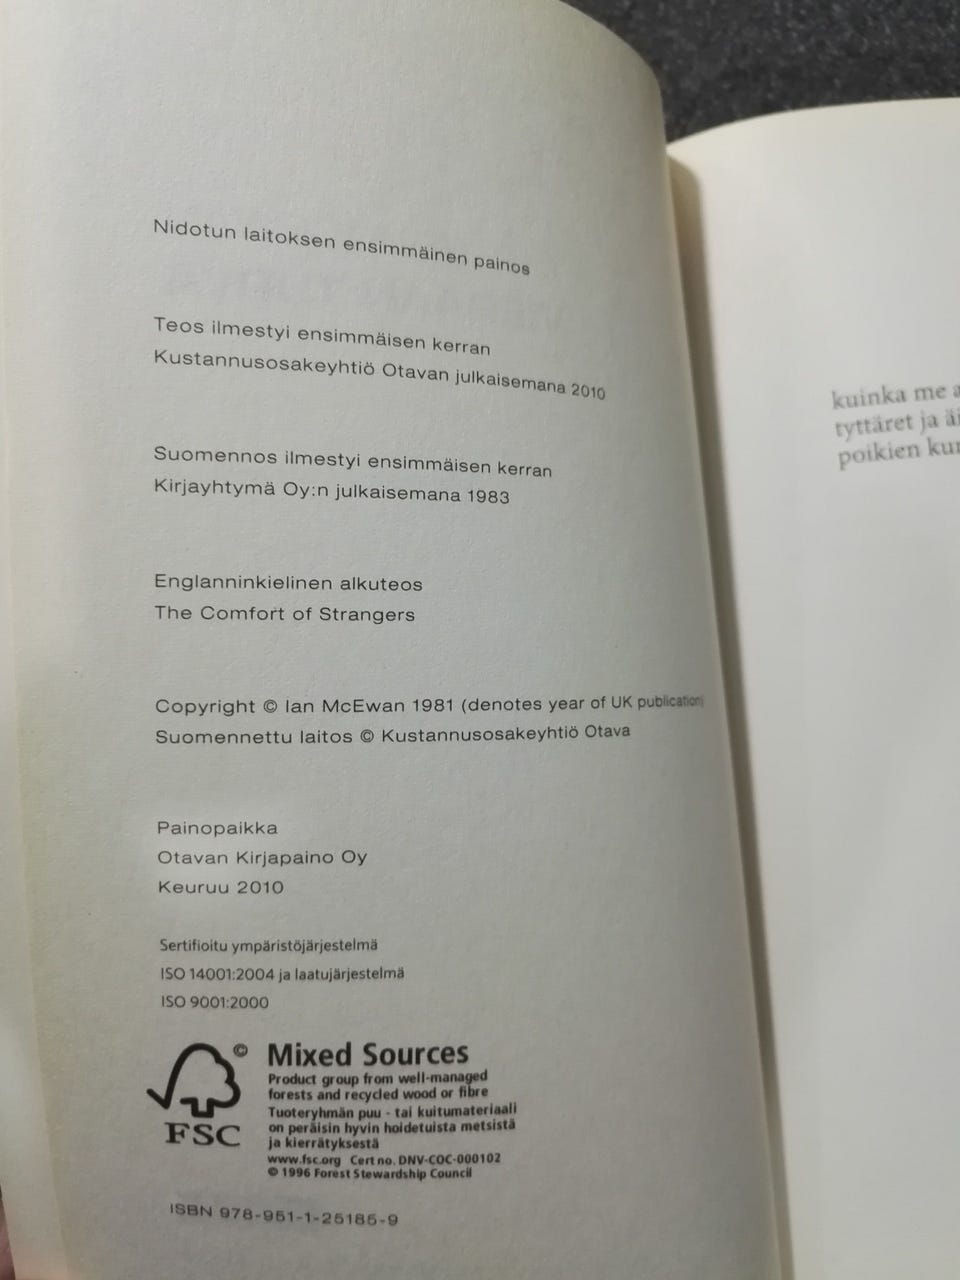 Nidotun laitoksen ensimmäinen painos
Teos ilmestyi ensimmäisen kerran
Kustannusosakeyhtiö Otavan julkaisemana 2010
Suomennos ilmestyi ensimmäisen kerran
Kirjayhtymä Oy:n julkaisemana 1983
Englanninkielinen alkuteos
The Comfort of Strangers
Copyright © Ian McEwan 1981 (denotes year of UK publication)
Suomennettu laitos © Kustannusosakeyhtiö Otava
Painopaikka
Otavan Kirjapaino Oy
Keuruu 2010
Sertifioitu ympäristöjärjestelmä
ISO 14001:2004 ja laatujärjestelmä
ISO 9001:2000
©
FSC
Mixed Sources
Product group from well-managed
forests and recycled wood or fibre
Tuoteryhmän puu - tai kuitumateriaali
on peräisin hyvin hoidetuista metsistä
ja kierrätyksestä
www.fsc.org Cert no. DNV-COC-000102
© 1996 Forest Stewardship Council
ISBN 978-951-1-25185-9
kuinka me
tyttäret ja
poikien